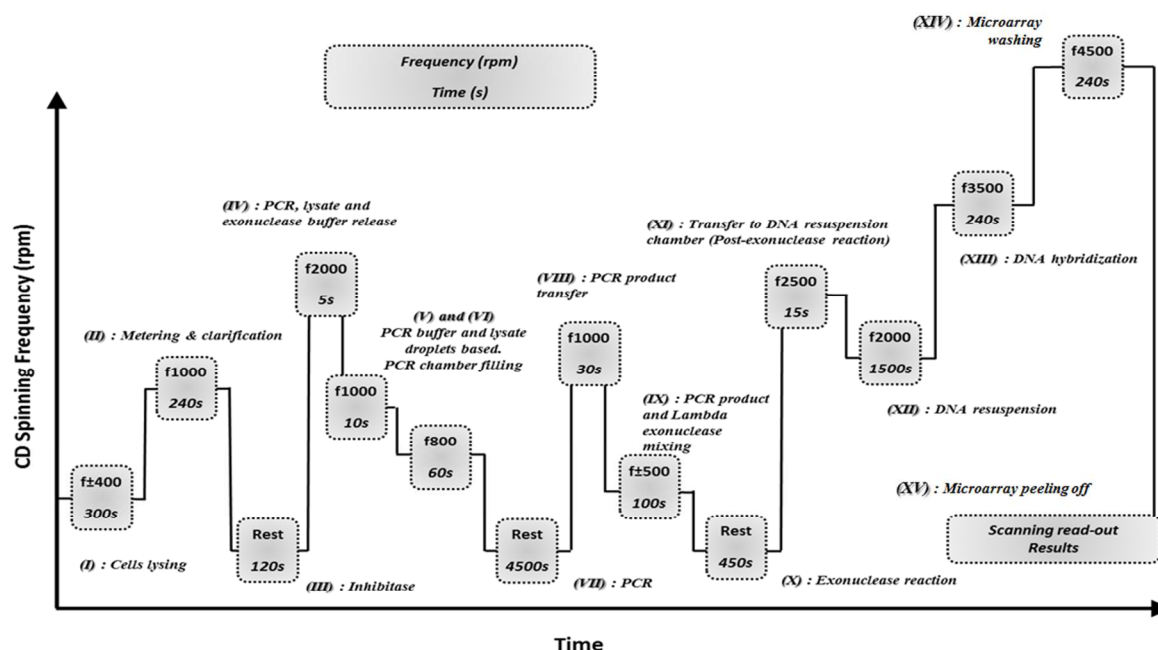 (XIV) : Microarray
washing
f4500
240s
Frequency (rpm)
Time (s)
f3500
240s
(XIII) : DNA hybridization
(IV) : PCR, lysate and
exonuclease buffer release
f2000
5s
(XI) : Transfer to DNA resuspension
chamber (Post-exonuclease reaction)
f2500
15s
(VIII) : PCR product
transfer
f1000
30s
(V) and (VI)
PCR buffer and lysate
droplets based.
PCR chamber filling
(II) : Metering & clarification
f1000
240s
f1000
10s
f2000
1500s
(XII) : DNA resuspension
(IX) : PCR product
and Lambda
exonuclease
mixing
f800
60s
f±400
300s
f±500
100s
(XV) : Microarray peeling off
Scanning read-out
Results
Rest
120s
Rest
4500s
Rest
450s
(I) : Cells lysing
(III) : Inhibitase
(VII) : PCR
(X) : Exonuclease reaction
CD Spinning Frequency (rpm)
Time